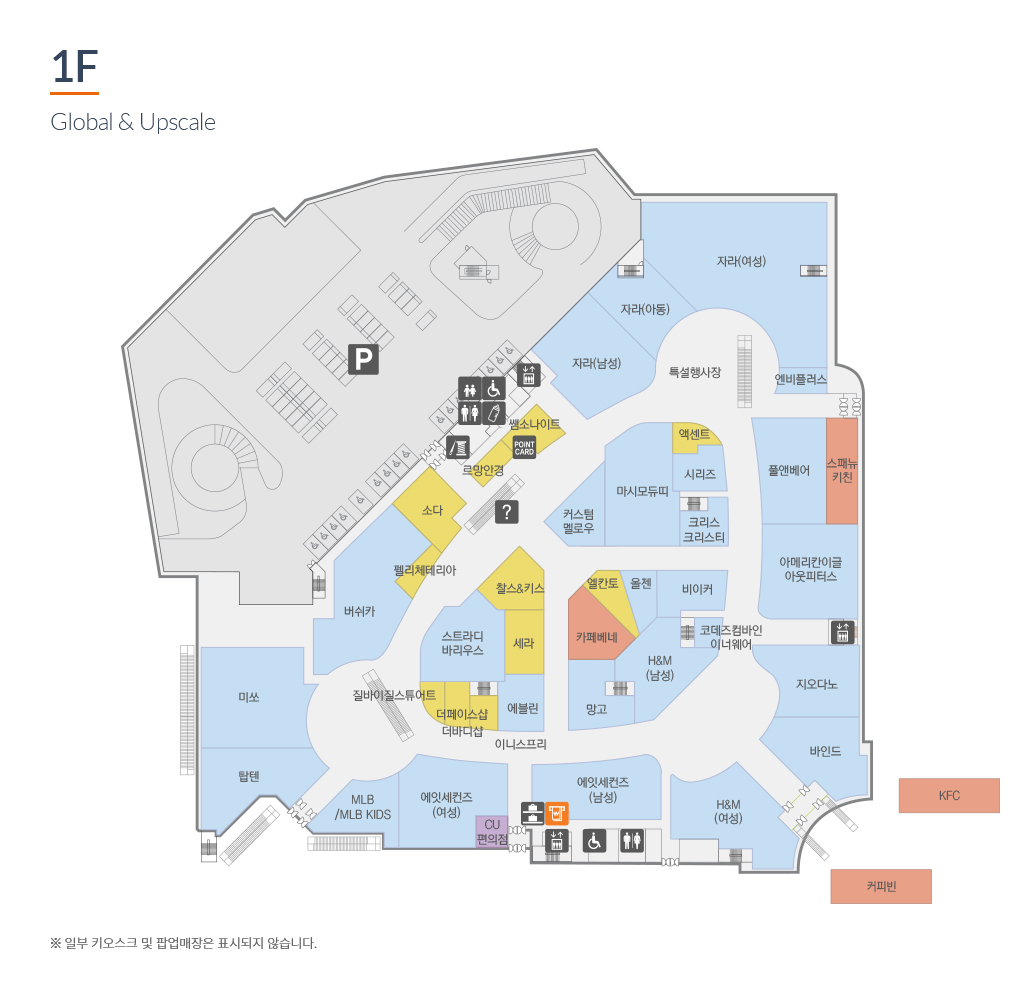 1F
Global & Upscale
자라(여성)
자라(아동)
자라(남성)
특설행사장
엔비플러스
P
쌤소나이트
POINT
CARD
로망안경
액센트
시리즈
마시모듀띠
풀앤베어
스패뉴
키친
소다
?
커스텀
멜로우
크리스
크리스티
펠리체테리아
아메리칸이글
아웃피터스
찰스&키스
엘칸토
올젠
비이커
버쉬카
스트라디
바리우스
세라
카페베네
코데즈컴바인
이너웨어
H&M
(남성)
미쏘
질바이질스튜어트
더페이스샵
더바디샵
에블린
망고
지오다노
이니스프리
바인드
탑텐
MLB
/MLB KIDS
에잇세컨즈
(여성)
에잇세컨즈
(남성)
H&M
(여성)
CU
편의점
KFC
커피빈
※ 일부 키오스크 및 팝업매장은 표시되지 않습니다.